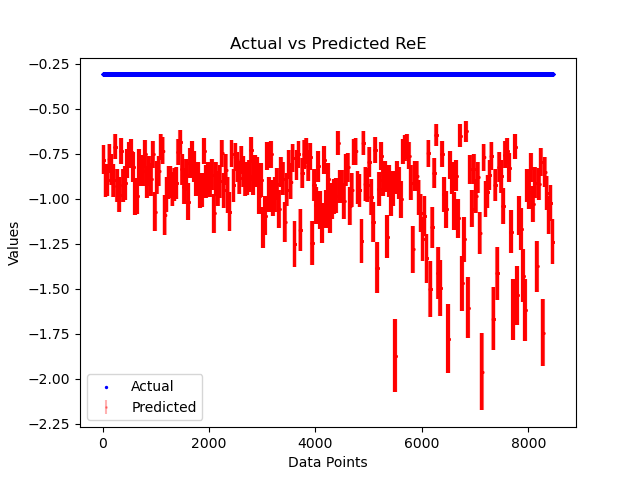 Actual vs Predicted ReE
−0.25
−0.50
−0.75
−1.00
−1.25
−1.50
−1.75
−2.00
−2.25
Values
Actual
Predicted
0 2000 4000 6000 8000
Data Points